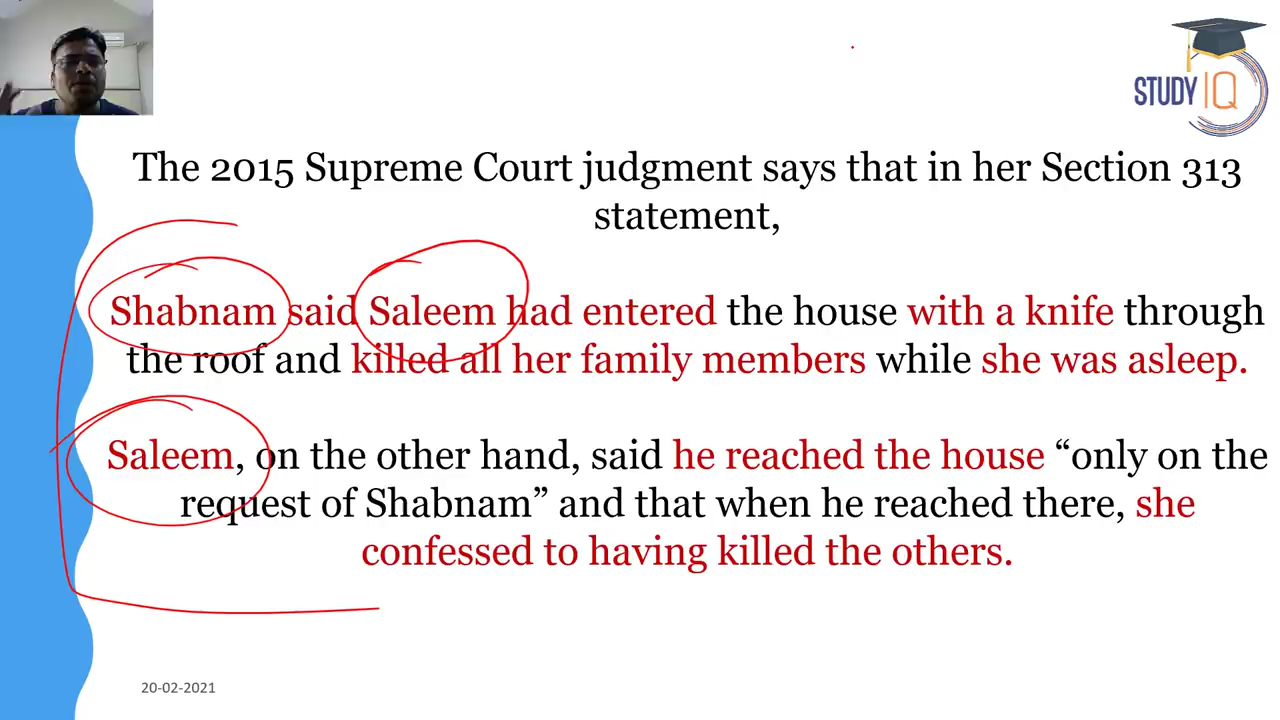 STUDY IQ
The 2015 Supreme Court judgment says that in her Section 313
statement,
Shabnam said Saleem had entered the house with a knife through
the roof and killed all her family members while she was asleep.
Saleem, on the other hand, said he reached the house “only on the
request of Shabnam” and that when he reached there, she
confessed to having killed the others.
20-02-2021